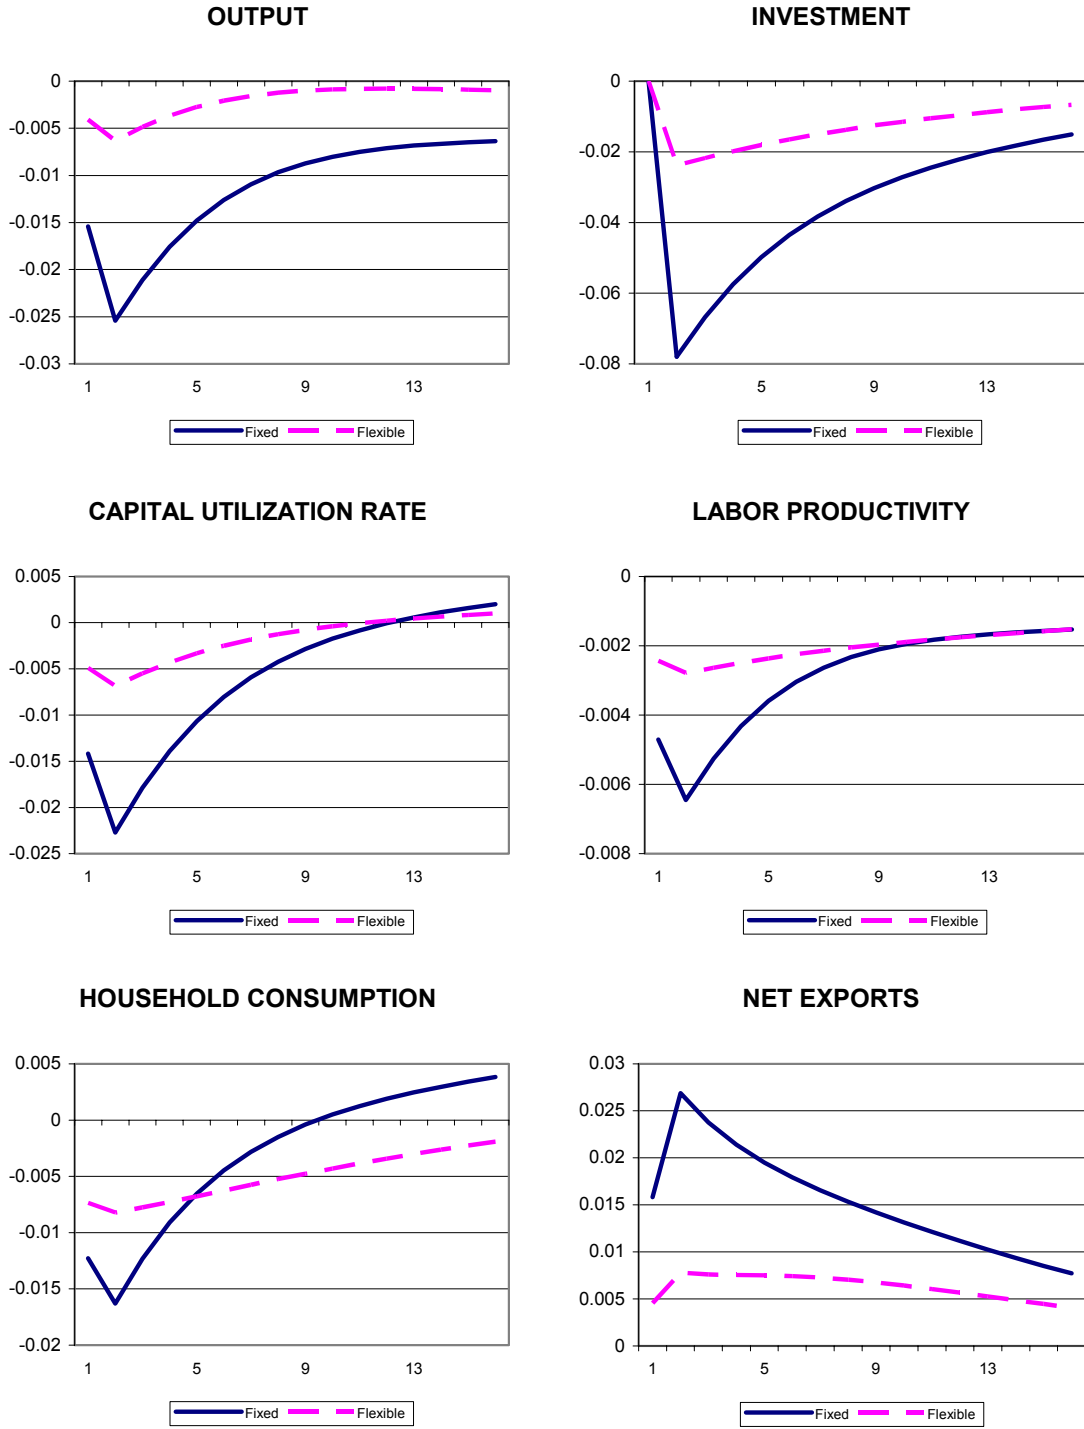 OUTPUT
0
-0.005
-0.01
-0.015
-0.02
-0.025
-0.03
1 5 9 13
Fixed Flexible
INVESTMENT
0
-0.02
-0.04
-0.06
-0.08
1 5 9 13
Fixed Flexible
CAPITAL UTILIZATION RATE
0.005
0
-0.005
-0.01
-0.015
-0.02
-0.025
1 5 9 13
Fixed Flexible
LABOR PRODUCTIVITY
0
-0.002
-0.004
-0.006
-0.008
1 5 9 13
Fixed Flexible
HOUSEHOLD CONSUMPTION
0.005
0
-0.005
-0.01
-0.015
-0.02
1 5 9 13
Fixed Flexible
NET EXPORTS
0.03
0.025
0.02
0.015
0.01
0.005
0
1 5 9 13
Fixed Flexible